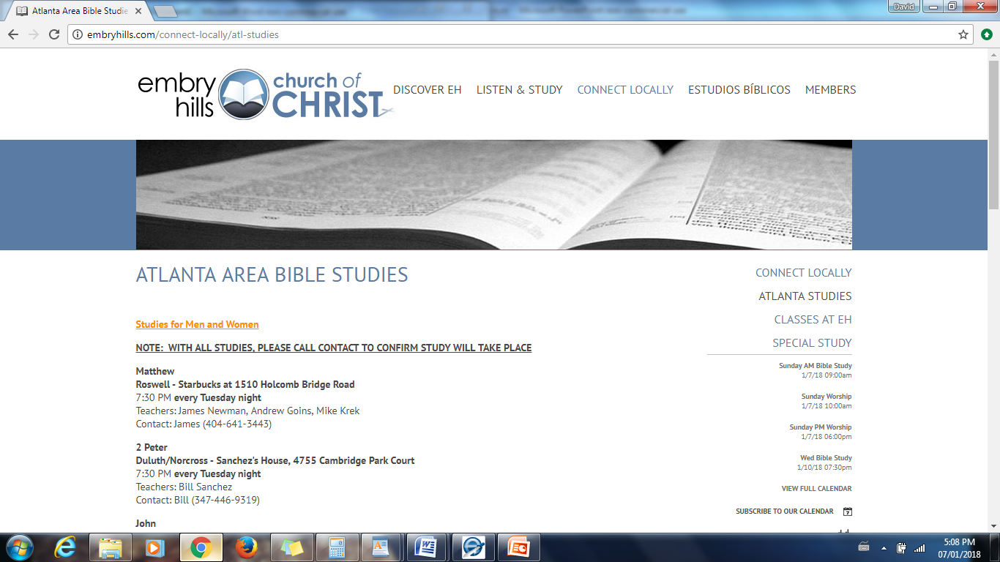 Atlanta Area Bible Studie
David
embryhills.com/connect-locally/atl-studies
embry hills
church of CHRIST
DISCOVER EH
LISTEN & STUDY
CONNECT LOCALLY
ESTUDIOS BÍBLICOS
MEMBERS
ATLANTA AREA BIBLE STUDIES
Studies for Men and Women
NOTE:  WITH ALL STUDIES, PLEASE CALL CONTACT TO CONFIRM STUDY WILL TAKE PLACE
Matthew
Roswell - Starbucks at 1510 Holcomb Bridge Road
7:30 PM every Tuesday night
Teachers: James Newman, Andrew Goins, Mike Krek
Contact: James (404-641-3443)
2 Peter
Duluth/Norcross - Sanchez's House, 4755 Cambridge Park Court
7:30 PM every Tuesday night
Teachers: Bill Sanchez
Contact: Bill (347-446-9319)
John
CONNECT LOCALLY
ATLANTA STUDIES
CLASSES AT EH
SPECIAL STUDY
Sunday AM Bible Study
1/7/18 09:00am
Sunday Worship
1/7/18 10:00am
Sunday PM Worship
1/7/18 06:00pm
Wed Bible Study
1/10/18 07:30pm
VIEW FULL CALENDAR
SUBSCRIBE TO OUR CALENDAR
5:08 PM
07/01/2018